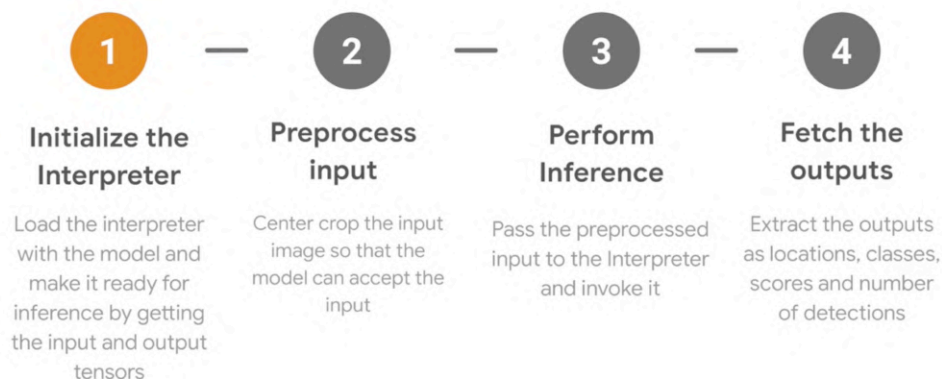 1
2
3
4
Initialize the
Interpreter
Load the interpreter
with the model and
make it ready for
inference by getting
the input and output
tensors
Preprocess
input
Center crop the input
image so that the
model can accept the
input
Perform
Inference
Pass the preprocessed
input to the Interpreter
and invoke it
Fetch the
outputs
Extract the outputs
as locations, classes,
scores and number
of detections